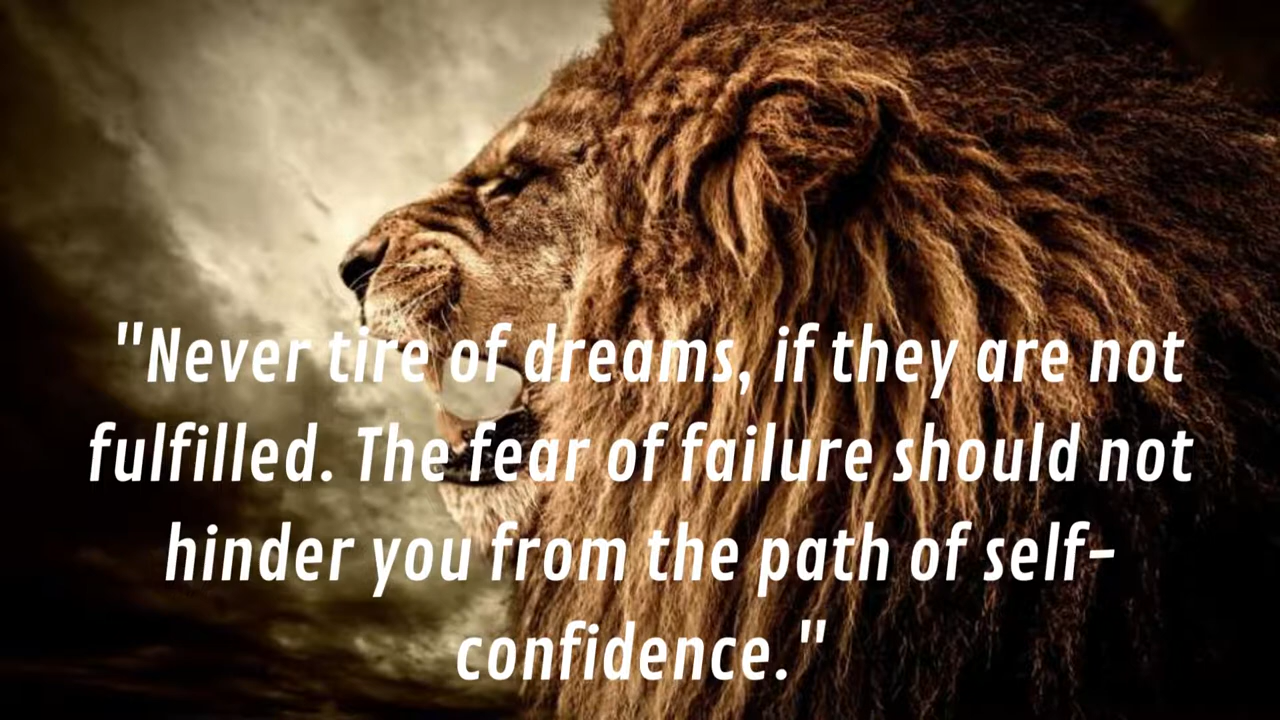 "Never tire of dreams, if they are not
fulfilled. The fear of failure should not
hinder you from the path of self-
confidence."